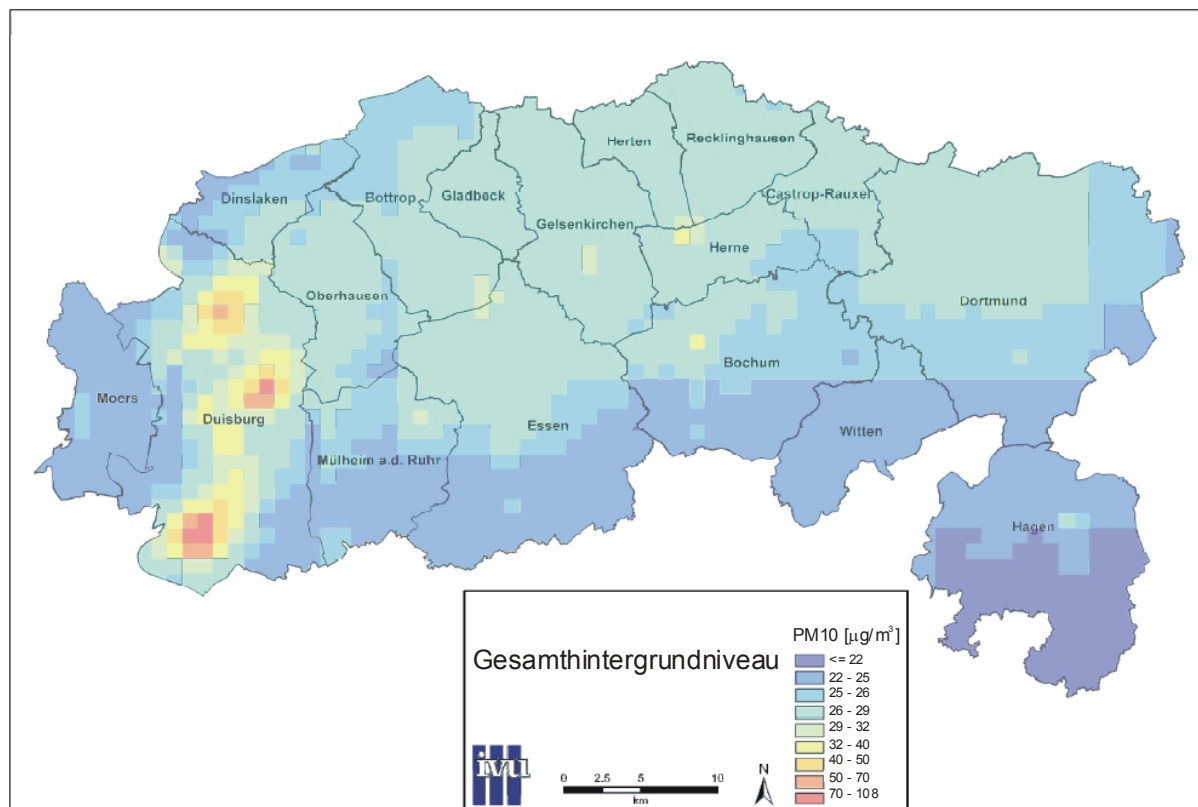 Herten
Recklinghausen
Dinslaken
Bottrop
Gladbeck
Castrop-Rauxel
Gelsenkirchen
Herne
Oberhausen
Dortmund
Bochum
Moers
Duisburg
Essen
Witten
Mülheim a.d. Ruhr
Hagen
Gesamthintergrundniveau
PM10 [µg/m³]
<= 22
22 - 25
25 - 26
26 - 29
29 - 32
32 - 40
40 - 50
50 - 70
70 - 108
ivu
0 2.5 5 10
km
N